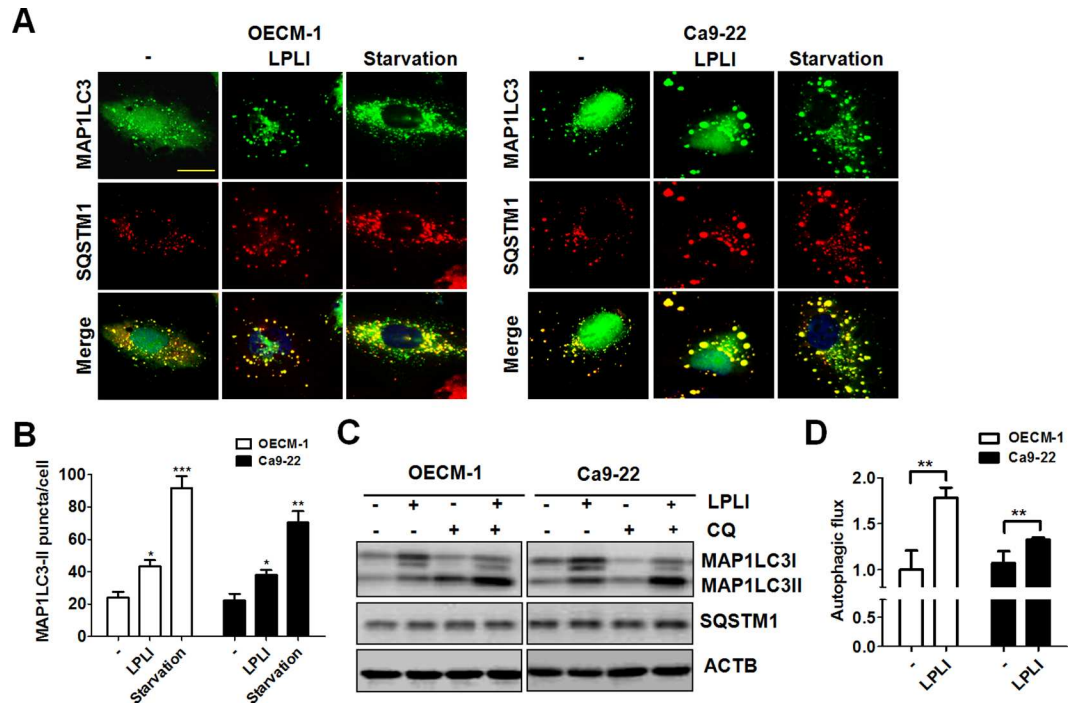 A
OECM-1
Ca9-22
- LPLI Starvation
- LPLI Starvation
MAP1LC3
SQSTM1
Merge
MAP1LC3
SQSTM1
Merge
B
OECM-1
Ca9-22
MAP1LC3-II puncta/cell
100
80
60
40
20
0
* *** * **
- LPLI Starvation - LPLI Starvation
C
OECM-1 Ca9-22
- + - + - + - + LPLI
- - + + - - + + CQ
MAP1LC3I
MAP1LC3II
SQSTM1
ACTB
D
OECM-1
Ca9-22
Autophagic flux
2.0
1.5
1.0
0.5
0.0
** **
- LPLI - LPLI